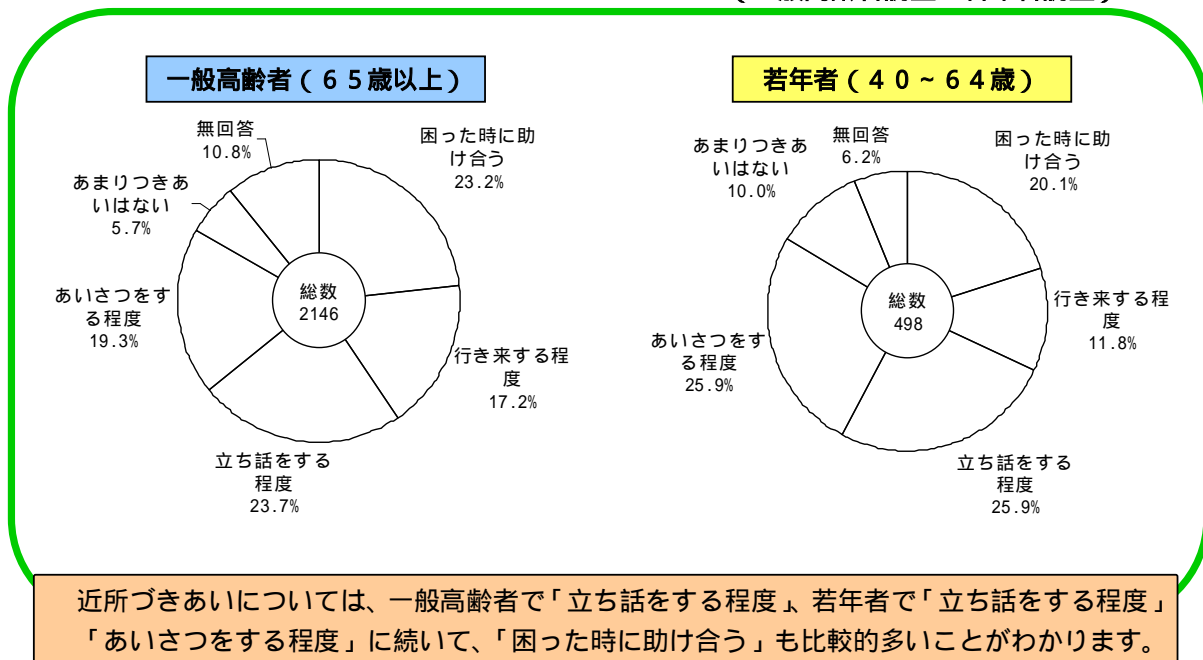 一般高齢者(65歳以上)
無回答
10.8%
困った時に助
け合う
23.2%
あまりつきあ
いはない
5.7%
総数
2146
あいさつをす
る程度
19.3%
行き来する程
度
17.2%
立ち話をする
程度
23.7%
若年者(40~64歳)
無回答
6.2%
困った時に助
け合う
20.1%
あまりつきあ
いはない
10.0%
総数
498
行き来する程
度
11.8%
あいさつをす
る程度
25.9%
立ち話をする
程度
25.9%
近所づきあいについては、一般高齢者で「立ち話をする程度」、若年者で「立ち話をする程度」
「あいさつをする程度」に続いて、「困った時に助け合う」も比較的多いことがわかります。